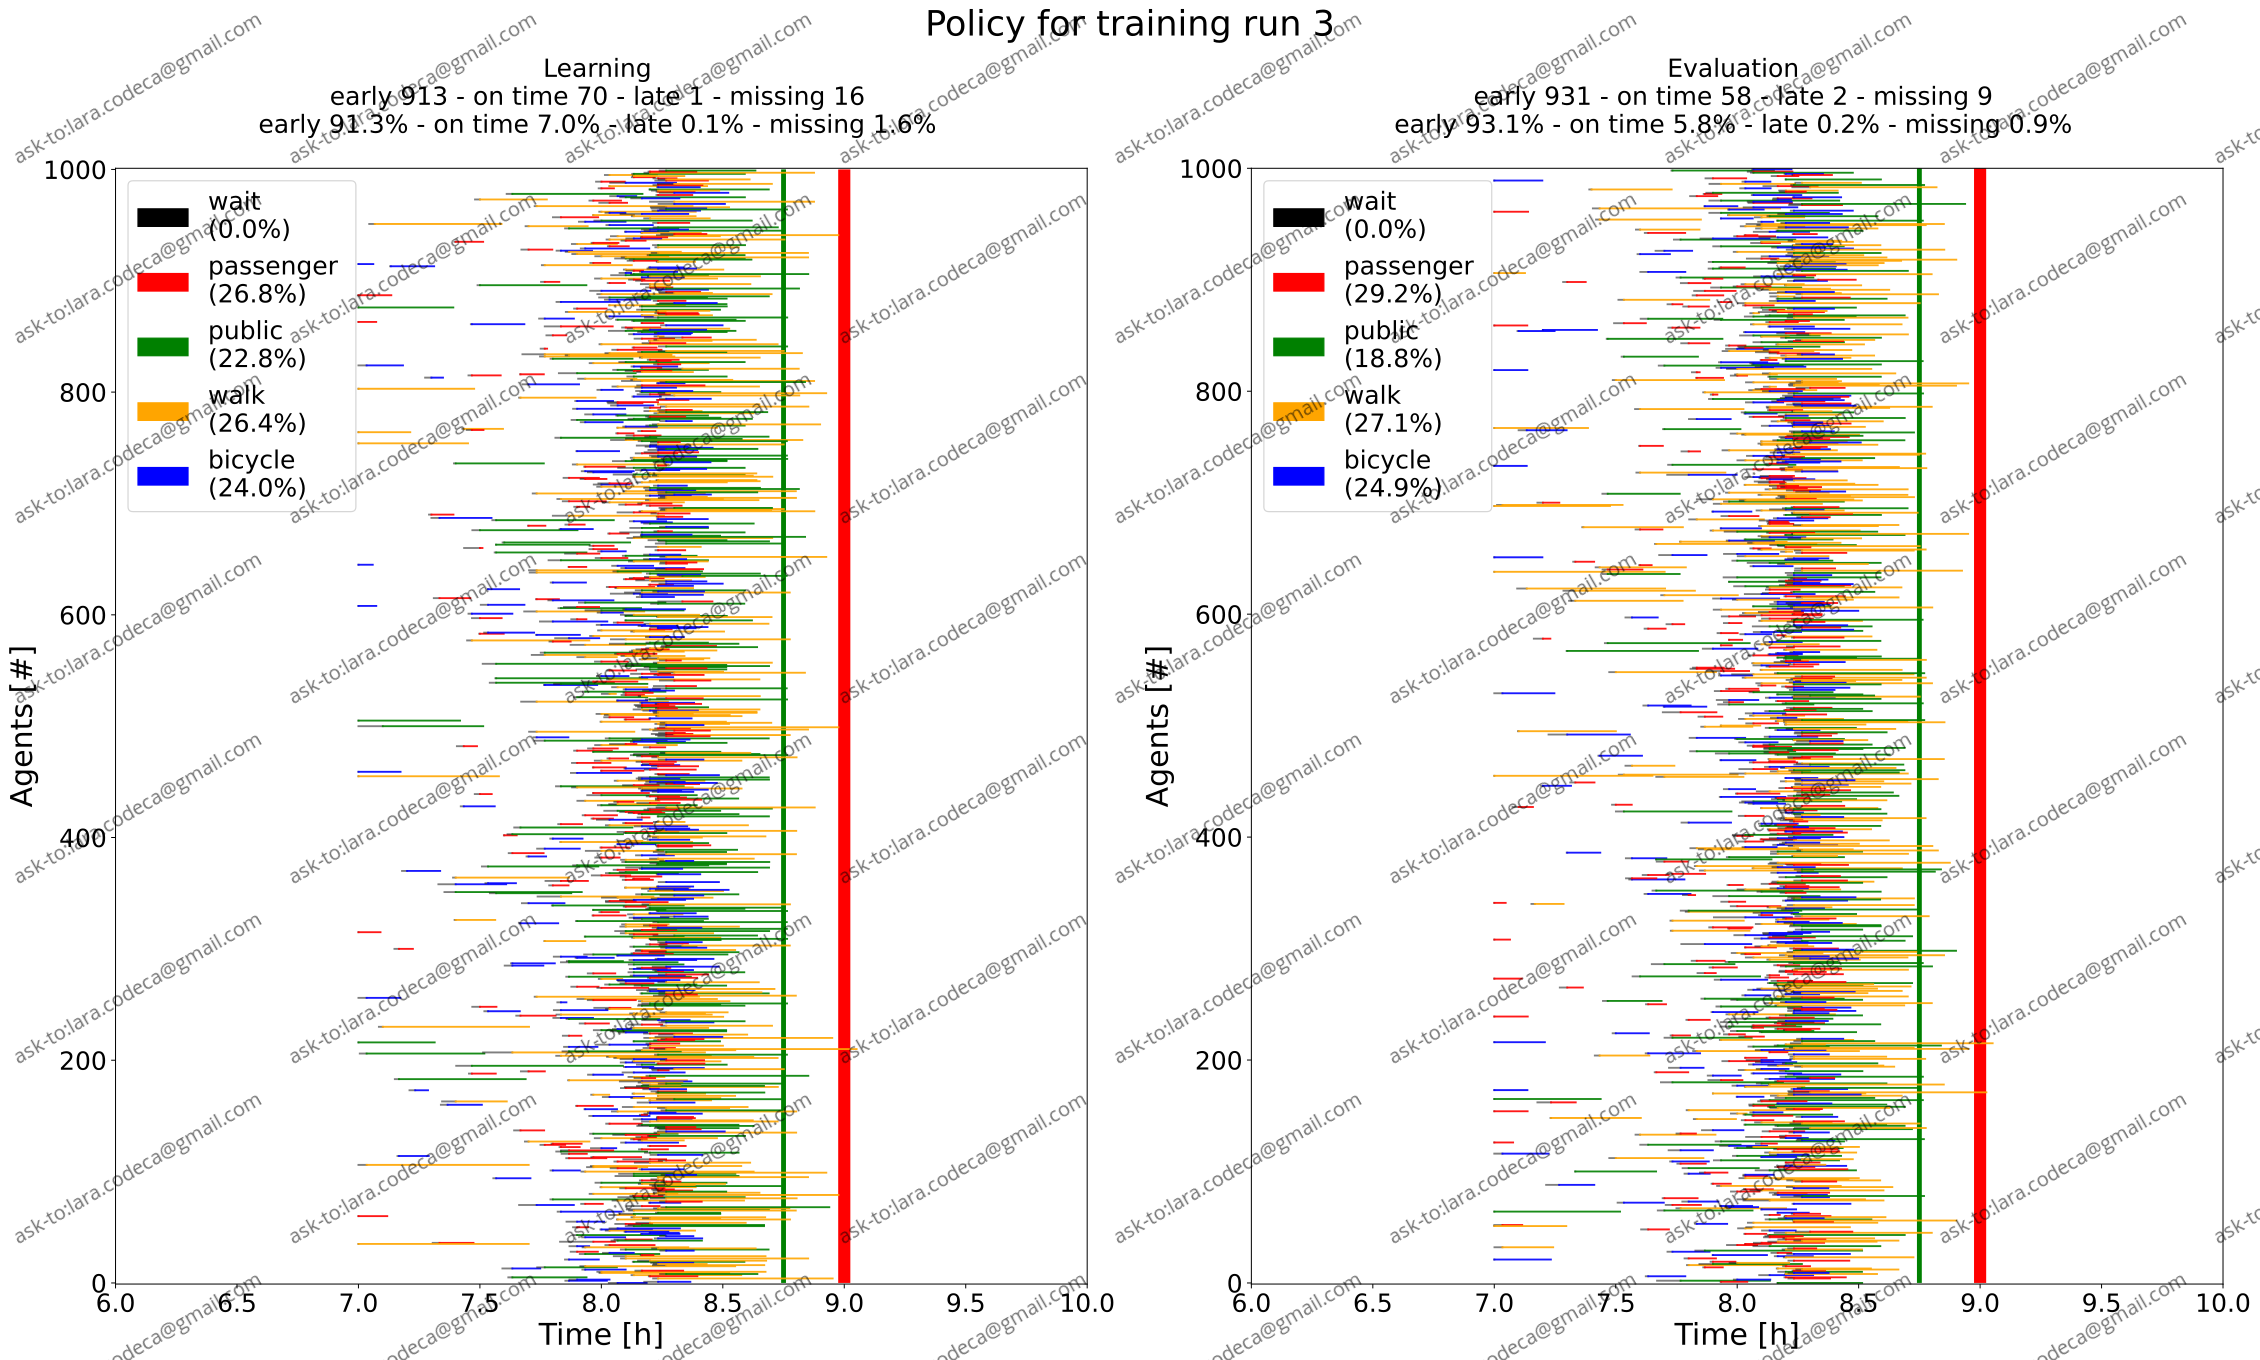 Policy for training run 3
Learning
early 913 - on time 70 - late 1 - missing 16
early 91.3% - on time 7.0% - late 0.1% - missing 1.6%
1000
800
600
400
200
0
Agents [#]
wait
(0.0%)
passenger
(26.8%)
public
(22.8%)
walk
(26.4%)
bicycle
(24.0%)
6.0 6.5 7.0 7.5 8.0 8.5 9.0 9.5 10.0
Time [h]
Evaluation
early 931 - on time 58 - late 2 - missing 9
early 93.1% - on time 5.8% - late 0.2% - missing 0.9%
1000
800
600
400
200
0
Agents [#]
wait
(0.0%)
passenger
(29.2%)
public
(18.8%)
walk
(27.1%)
bicycle
(24.9%)
6.0 6.5 7.0 7.5 8.0 8.5 9.0 9.5 10.0
Time [h]
ask-to:lara.codeca@gmail.com